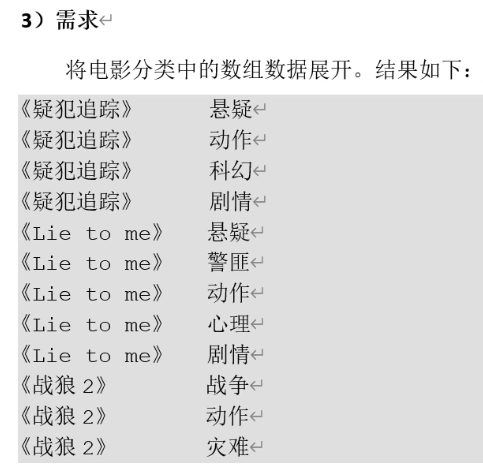 3）需求
将电影分类中的数组数据展开。结果如下：
《疑犯追踪》 悬疑
《疑犯追踪》 动作
《疑犯追踪》 科幻
《疑犯追踪》 剧情
《Lie to me》 悬疑
《Lie to me》 警匪
《Lie to me》 动作
《Lie to me》 心理
《Lie to me》 剧情
《战狼 2》 战争
《战狼 2》 动作
《战狼 2》 灾难